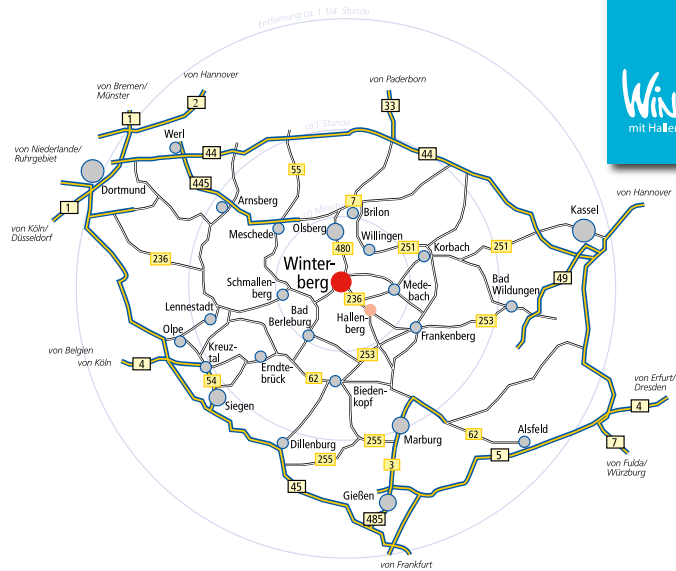 Entfernung ca. 1 1/4 Stunde
von Hannover
von Bremen/
Münster
2
1
von Paderborn
33
mit Hallen
ca.1 Stunde
Werl
von Niederlande/
Ruhrgebiet
44
44
55
445
Dortmund
1
Arnsberg
7
Brilon
von Hannover
Kassel
von Köln/
Düsseldorf
Meschede
Olsberg
Willingen
480
251
Korbach
251
236
Winter-
berg
49
Schmallen-
berg
236
Mede-
bach
Bad
Wildungen
Lennestadt
Bad
Berleburg
Hallen-
berg
253
Olpe
Frankenberg
Kreuz-
tal
von Belgien
von Köln
4
253
Erndte-
brück
54
62
Bieden-
kopf
von Erfurt/
Dresden
4
Siegen
Alsfeld
62
Marburg
255
Dillenburg
7
255
5
3
von Fulda/
Würzburg
45
Gießen
485
von Frankfurt